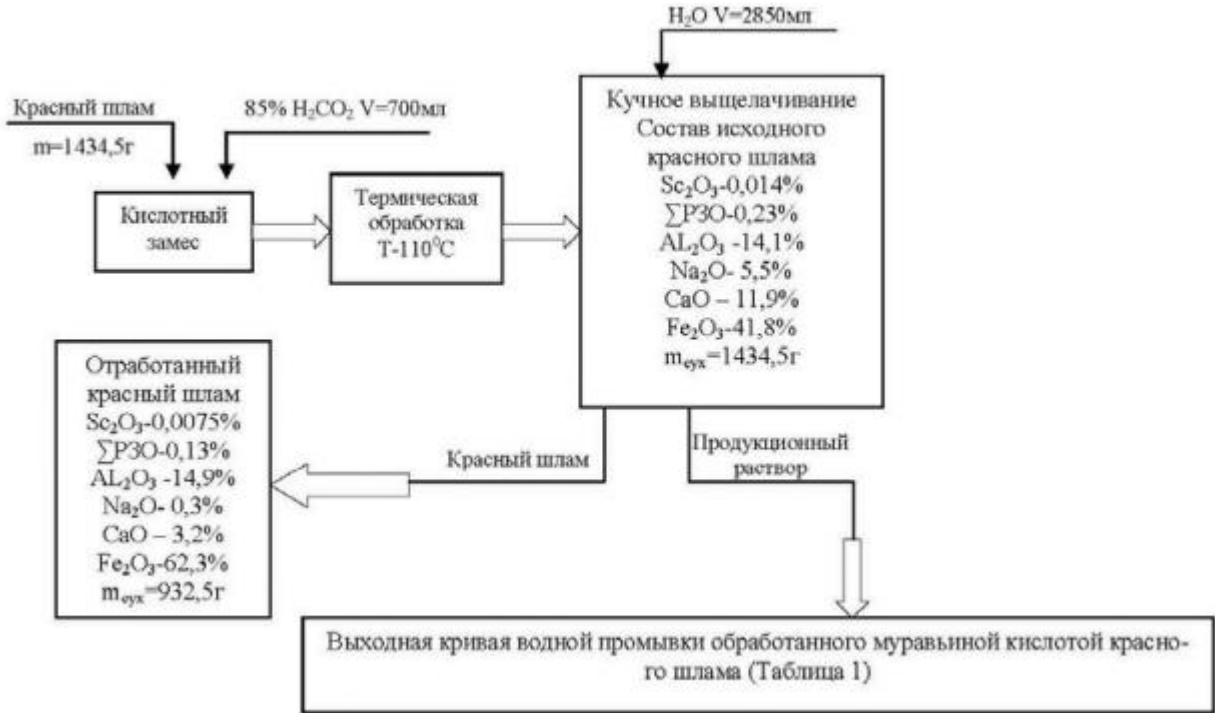 H₂O V=2850мл
Красный шлам
m=1434,5г
85% H₂CO₂ V=700мл
Кислотный
замес
Термическая
обработка
T-110⁰C
Кучное выщелачивание
Состав исходного
красного шлама
Sc₂O₃-0,014%
∑РЗО-0,23%
AL₂O₃ -14,1%
Na₂O- 5,5%
CaO – 11,9%
Fe₂O₃-41,8%
mсух=1434,5г
Отработанный
красный шлам
Sc₂O₃-0,0075%
∑РЗО-0,13%
AL₂O₃ -14,9%
Na₂O- 0,3%
CaO – 3,2%
Fe₂O₃-62,3%
mсух=932,5г
Красный шлам
Продукционный
раствор
Выходная кривая водной промывки обработанного муравьиной кислотой красно-
го шлама (Таблица 1)